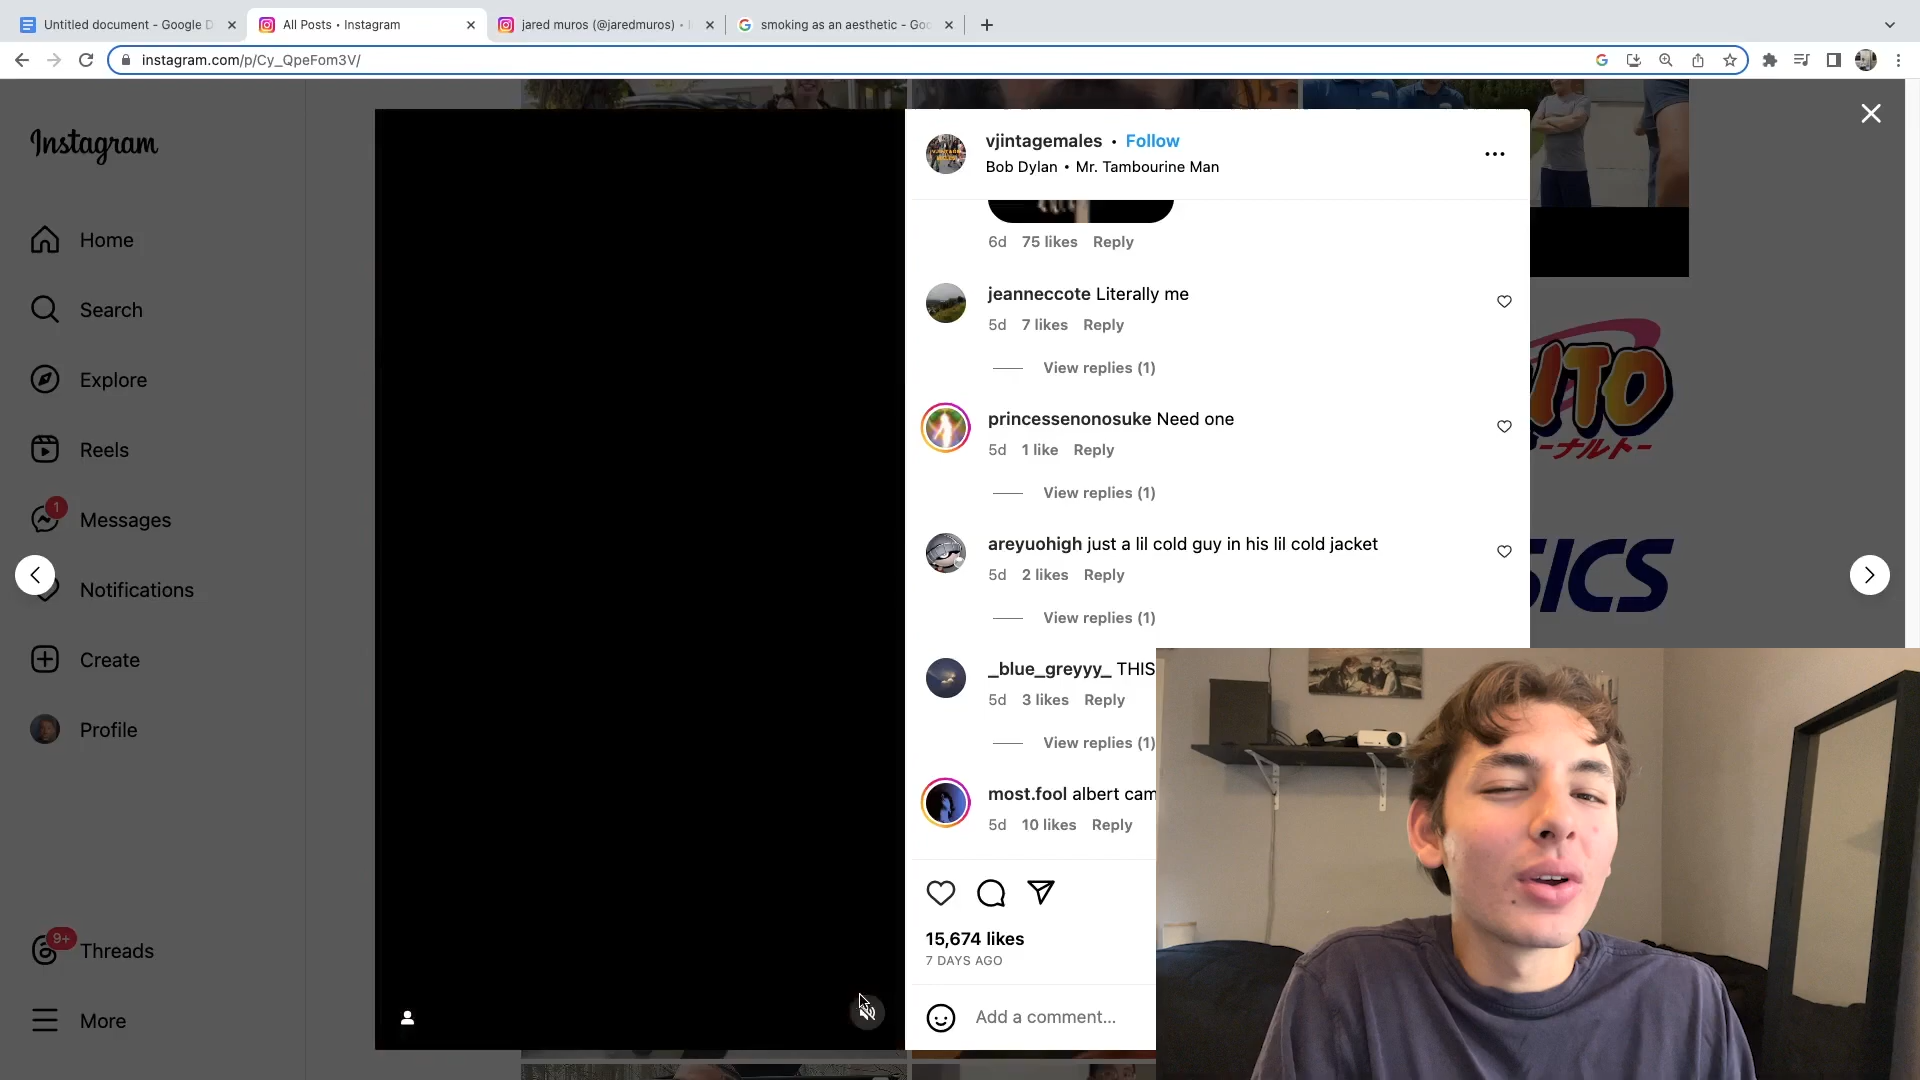 Untitled document - Google D
All Posts • Instagram
jared muros (@jaredmuros) •
smoking as an aesthetic - Goo
instagram.com/p/Cy_QpeFom3V/
Instagram
Home
Search
Explore
Reels
1
Messages
Notifications
Create
Profile
9+
Threads
More
vjintagemales • Follow
Bob Dylan • Mr. Tambourine Man
6d 75 likes Reply
jeanneccote Literally me
5d 7 likes Reply
View replies (1)
princessenonosuke Need one
5d 1 like Reply
View replies (1)
areyuohigh just a lil cold guy in his lil cold jacket
5d 2 likes Reply
View replies (1)
_blue_greyyy_ THIS
5d 3 likes Reply
View replies (1)
most.fool albert cam
5d 10 likes Reply
15,674 likes
7 DAYS AGO
Add a comment...
UTO
ナルト
SICS